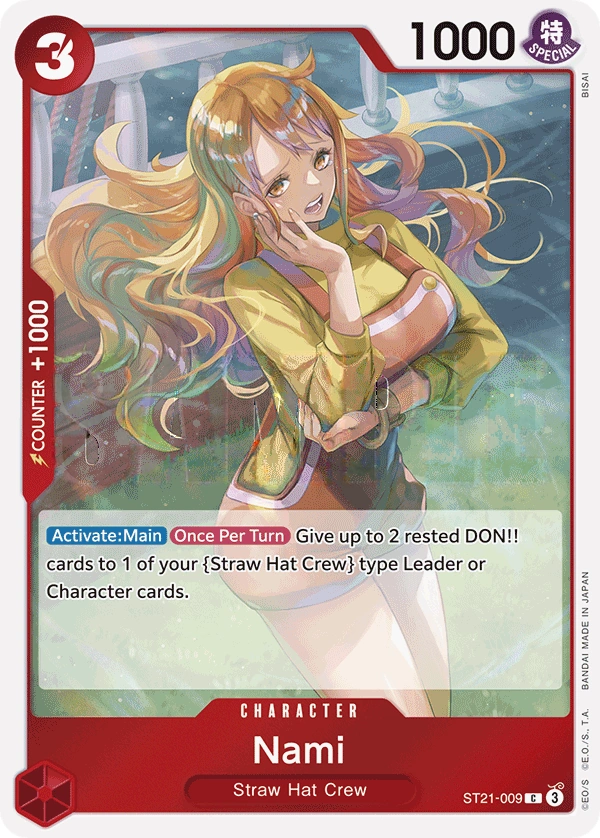 3
1000
特
SPECIAL
BISAI
COUNTER +1000
Activate:Main Once Per Turn Give up to 2 rested DON!!
cards to 1 of your {Straw Hat Crew} type Leader or
Character cards.
CHARACTER
Nami
Straw Hat Crew
ST21-009 C 3
©EO/S ©E.O./S., T.A. BANDAI MADE IN JAPAN